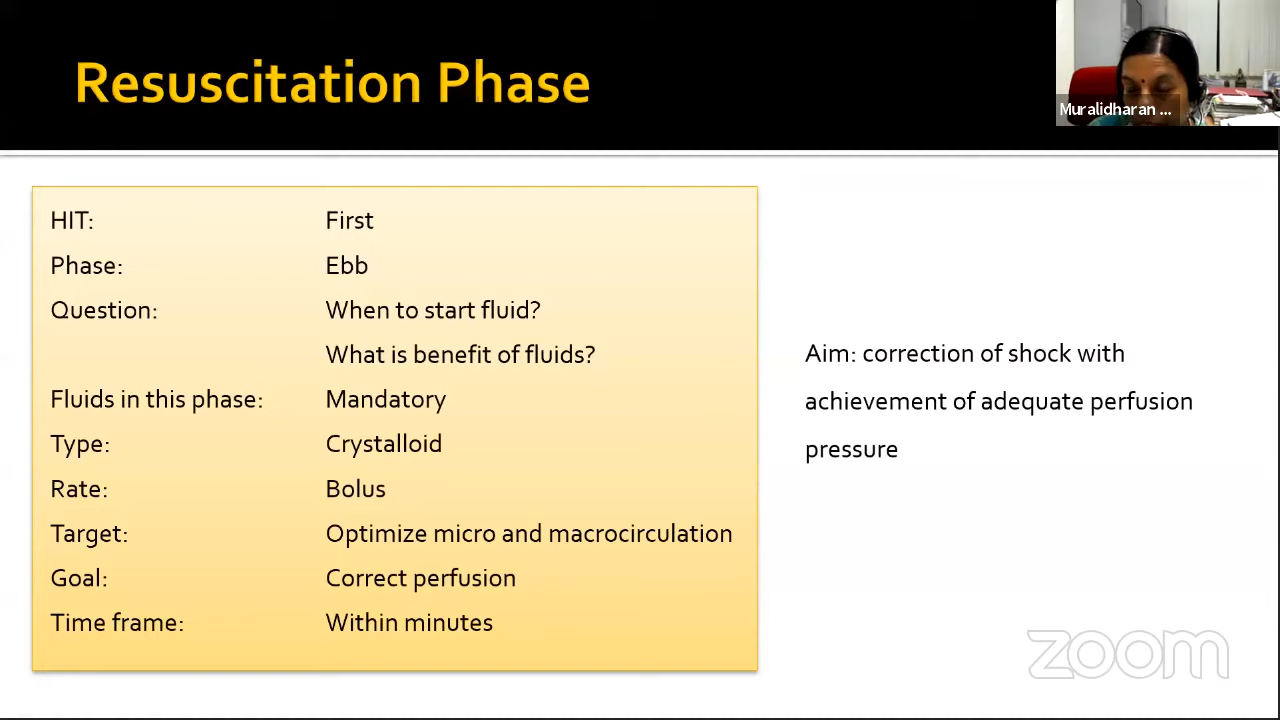 Resuscitation Phase
Muralidharan ...
HIT: First
Phase: Ebb
Question: When to start fluid?
What is benefit of fluids?
Fluids in this phase: Mandatory
Type: Crystalloid
Rate: Bolus
Target: Optimize micro and macrocirculation
Goal: Correct perfusion
Time frame: Within minutes
Aim: correction of shock with
achievement of adequate perfusion
pressure
zoom